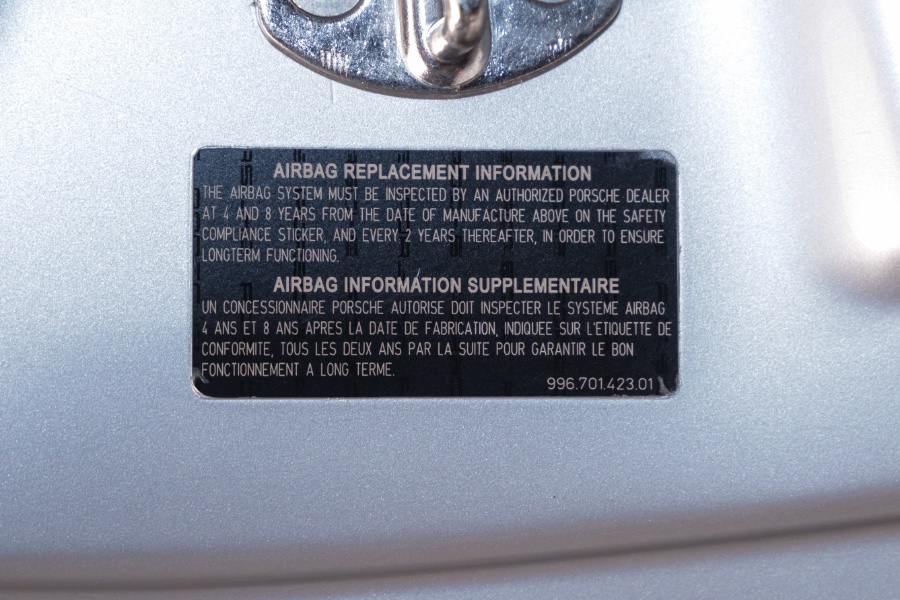 AIRBAG REPLACEMENT INFORMATION
THE AIRBAG SYSTEM MUST BE INSPECTED BY AN AUTHORIZED PORSCHE DEALER
AT 4 AND 8 YEARS FROM THE DATE OF MANUFACTURE ABOVE ON THE SAFETY
COMPLIANCE STICKER, AND EVERY 2 YEARS THEREAFTER, IN ORDER TO ENSURE
LONGTERM FUNCTIONING.
AIRBAG INFORMATION SUPPLEMENTAIRE
UN CONCESSIONNAIRE PORSCHE AUTORISE DOIT INSPECTER LE SYSTEME AIRBAG
4 ANS ET 8 ANS APRES LA DATE DE FABRICATION, INDIQUEE SUR L'ETIQUETTE DE
CONFORMITE, TOUS LES DEUX ANS PAR LA SUITE POUR GARANTIR LE BON
FONCTIONNEMENT A LONG TERME.
996.701.423.01